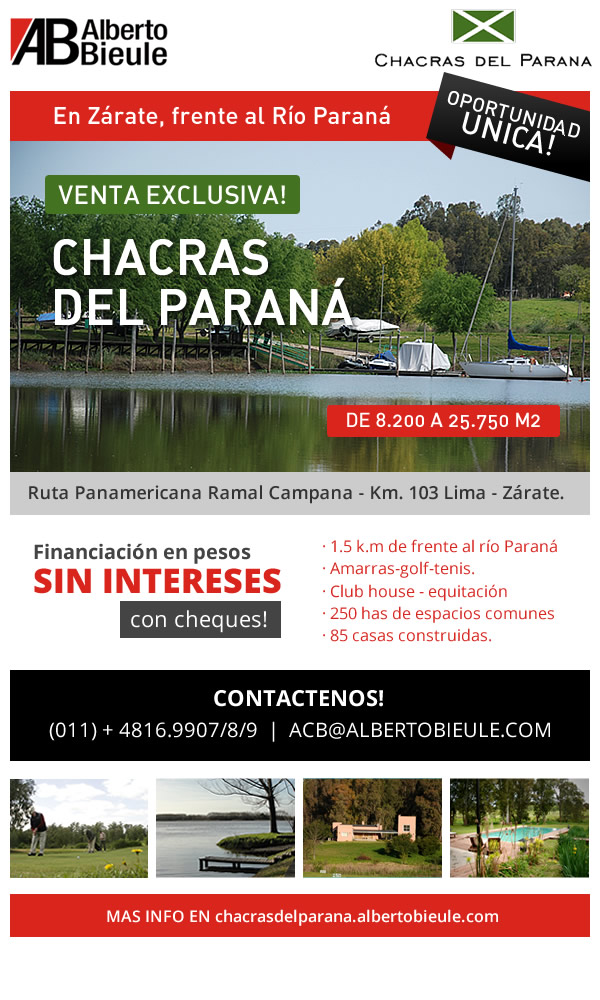 AB Alberto
Bieule
CHACRAS DEL PARANA
En Zárate, frente al Río Paraná
OPORTUNIDAD
UNICA!
VENTA EXCLUSIVA!
CHACRAS
DEL PARANÁ
DE 8.200 A 25.750 M2
Ruta Panamericana Ramal Campana - Km. 103 Lima - Zárate.
Financiación en pesos
SIN INTERESES
con cheques!
· 1.5 k.m de frente al río Paraná
· Amarras-golf-tenis.
· Club house - equitación
· 250 has de espacios comunes
· 85 casas construidas.
CONTACTENOS!
(011) + 4816.9907/8/9 | ACB@ALBERTOBIEULE.COM
MAS INFO EN chacrasdelparana.albertobieule.com